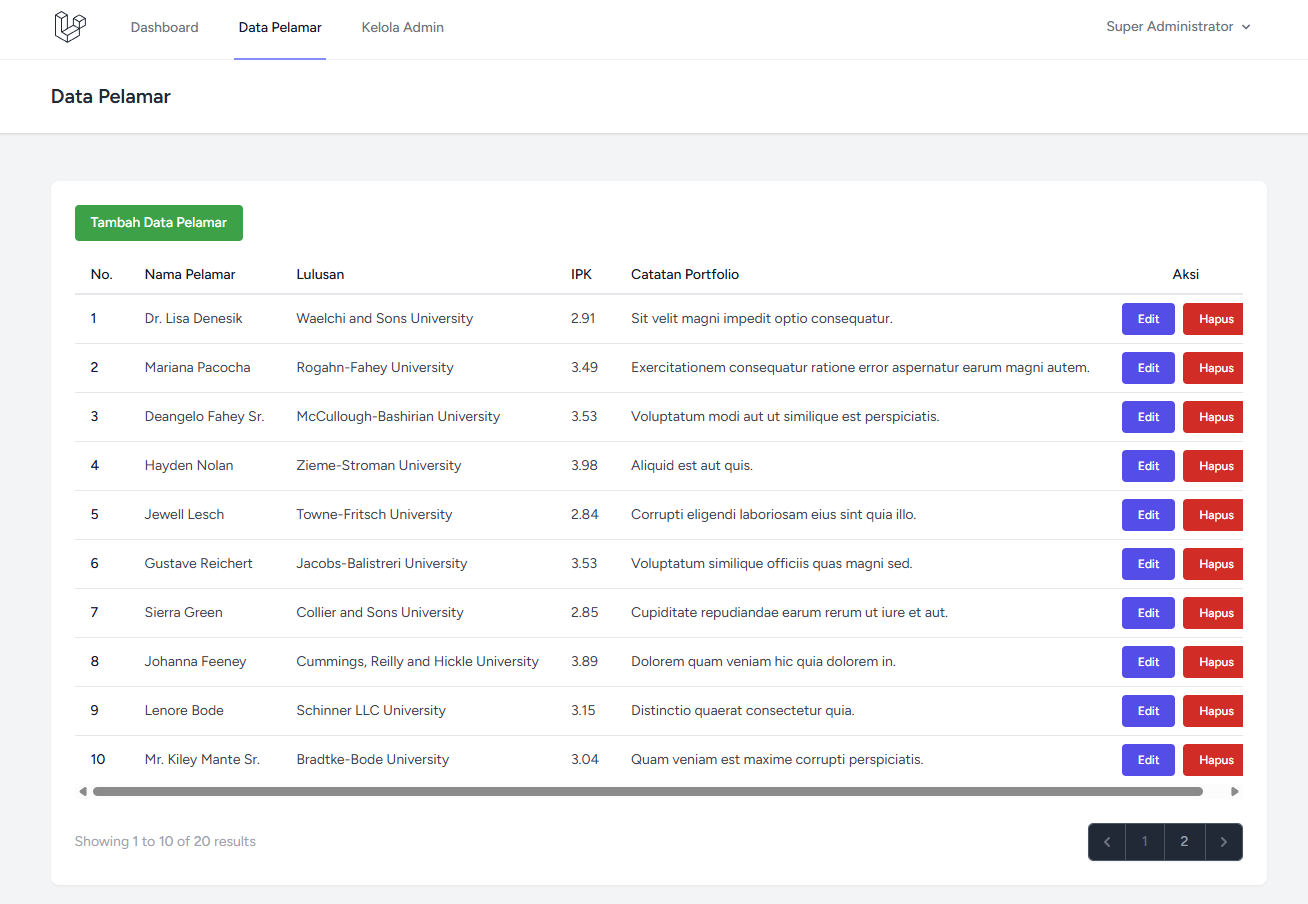 Dashboard Data Pelamar Kelola Admin Super Administrator
Data Pelamar
Tambah Data Pelamar
No. Nama Pelamar Lulusan IPK Catatan Portfolio Aksi
1 Dr. Lisa Denesik Waelchi and Sons University 2.91 Sit velit magni impedit optio consequatur. Edit Hapus
2 Mariana Pacocha Rogahn-Fahey University 3.49 Exercitationem consequatur ratione error aspernatur earum magni autem. Edit Hapus
3 Deangelo Fahey Sr. McCullough-Bashirian University 3.53 Voluptatum modi aut ut similique est perspiciatis. Edit Hapus
4 Hayden Nolan Zieme-Stroman University 3.98 Aliquid est aut quis. Edit Hapus
5 Jewell Lesch Towne-Fritsch University 2.84 Corrupti eligendi laboriosam eius sint quia illo. Edit Hapus
6 Gustave Reichert Jacobs-Balistreri University 3.53 Voluptatum similique officiis quas magni sed. Edit Hapus
7 Sierra Green Collier and Sons University 2.85 Cupiditate repudiandae earum rerum ut iure et aut. Edit Hapus
8 Johanna Feeney Cummings, Reilly and Hickle University 3.89 Dolorem quam veniam hic quia dolorem in. Edit Hapus
9 Lenore Bode Schinner LLC University 3.15 Distinctio quaerat consectetur quia. Edit Hapus
10 Mr. Kiley Mante Sr. Bradtke-Bode University 3.04 Quam veniam est maxime corrupti perspiciatis. Edit Hapus
Showing 1 to 10 of 20 results 1 2